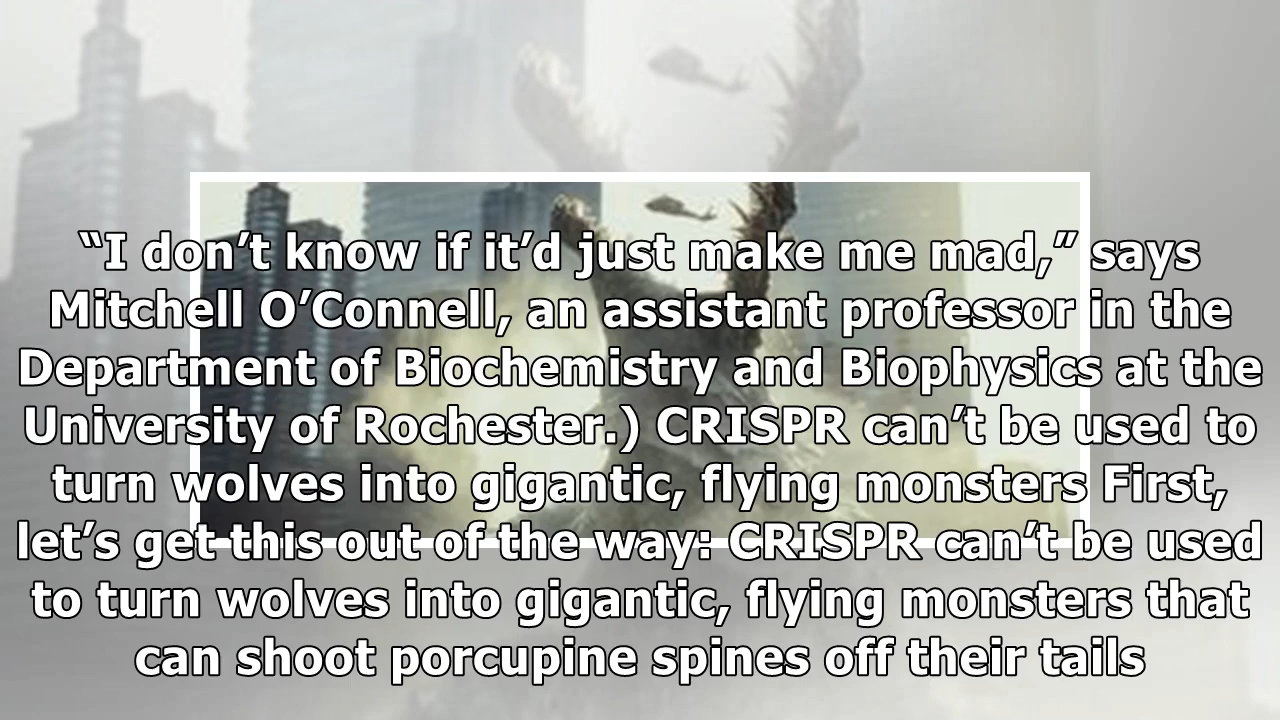 “I don’t know if it’d just make me mad,” says
Mitchell O’Connell, an assistant professor in the
Department of Biochemistry and Biophysics at the
University of Rochester.) CRISPR can’t be used to
turn wolves into gigantic, flying monsters First,
let’s get this out of the way: CRISPR can’t be used
to turn wolves into gigantic, flying monsters that
can shoot porcupine spines off their tails